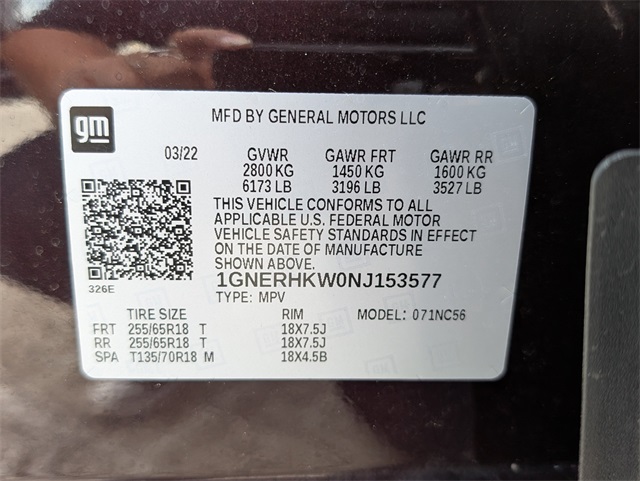 gm
MFD BY GENERAL MOTORS LLC
03/22 GVWR GAWR FRT GAWR RR
2800 KG 1450 KG 1600 KG
6173 LB 3196 LB 3527 LB
THIS VEHICLE CONFORMS TO ALL
APPLICABLE U.S. FEDERAL MOTOR
VEHICLE SAFETY STANDARDS IN EFFECT
ON THE DATE OF MANUFACTURE
SHOWN ABOVE.
326E
1GNERHKW0NJ153577
TYPE: MPV
TIRE SIZE RIM MODEL: 071NC56
FRT 255/65R18 T 18X7.5J
RR 255/65R18 T 18X7.5J
SPA T135/70R18 M 18X4.5B